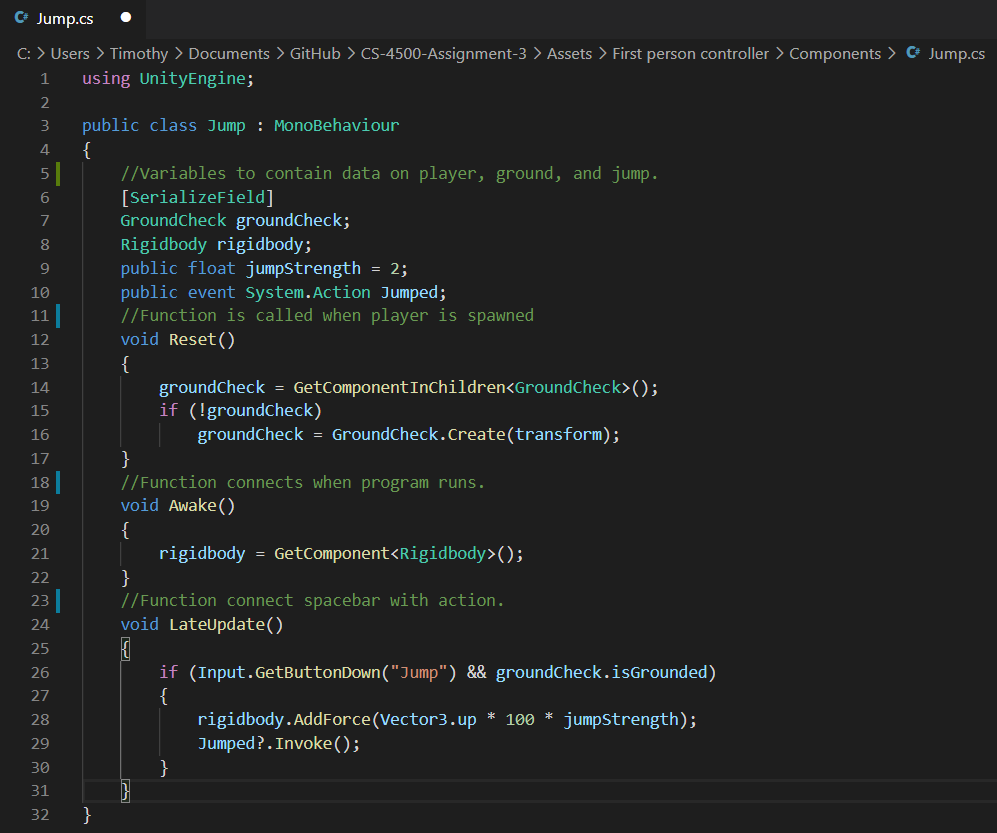 C# Jump.cs ●
C: > Users > Timothy > Documents > GitHub > CS-4500-Assignment-3 > Assets > First person controller > Components > C# Jump.cs
1 using UnityEngine;
2
3 public class Jump : MonoBehaviour
4 {
5     //Variables to contain data on player, ground, and jump.
6     [SerializeField]
7     GroundCheck groundCheck;
8     Rigidbody rigidbody;
9     public float jumpStrength = 2;
10     public event System.Action Jumped;
11     //Function is called when player is spawned
12     void Reset()
13     {
14         groundCheck = GetComponentInChildren<GroundCheck>();
15         if (!groundCheck)
16             groundCheck = GroundCheck.Create(transform);
17     }
18     //Function connects when program runs.
19     void Awake()
20     {
21         rigidbody = GetComponent<Rigidbody>();
22     }
23     //Function connect spacebar with action.
24     void LateUpdate()
25     {
26         if (Input.GetButtonDown("Jump") && groundCheck.isGrounded)
27         {
28             rigidbody.AddForce(Vector3.up * 100 * jumpStrength);
29             Jumped?.Invoke();
30         }
31     }
32 }